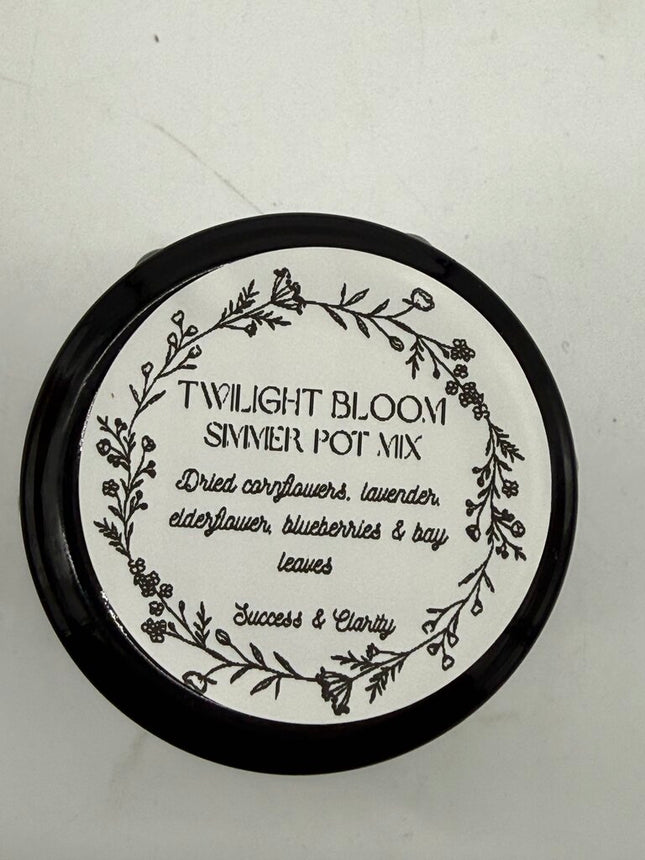 TWILIGHT BLOOM
SIMMER POT MIX
Dried cornflowers, lavender,
elderflower, blueberries & bay
leaves
Success & Clarity